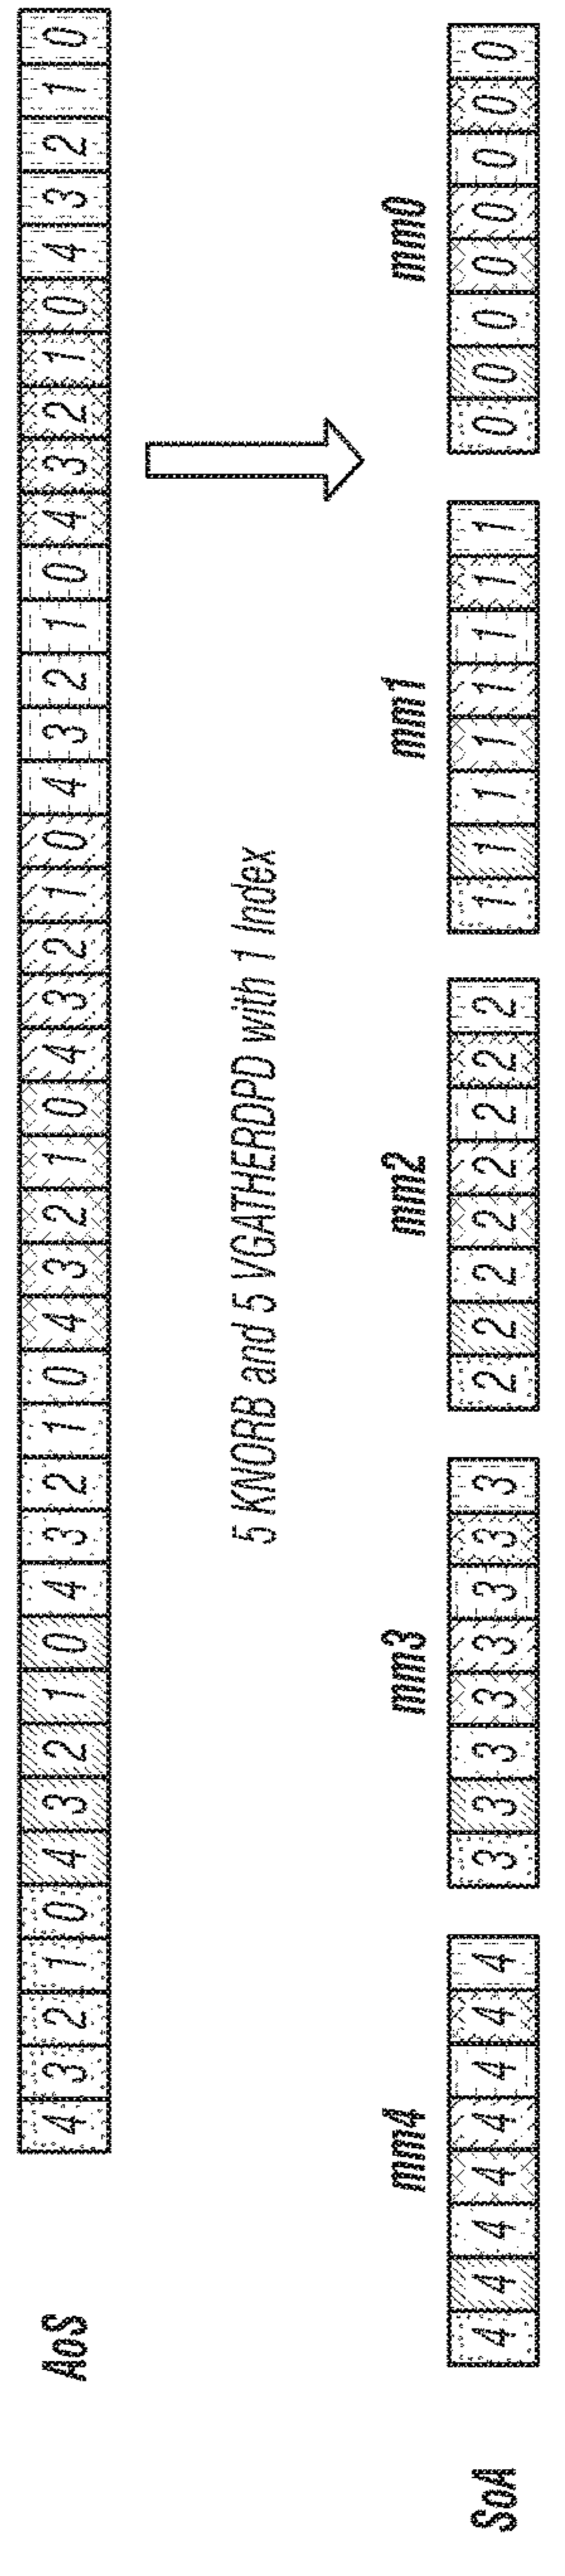 AoS 4 3 2 1 0 4 3 2 1 0 4 3 2 1 0 4 3 2 1 0 4 3 2 1 0 4 3 2 1 0 4 3 2 1 0 4 3 2 1 0
5 KNORB and 5 VGATHERDPD with 1 Index
mm4 mm3 mm2 mm1 mm0
SoA 4 4 4 4 4 4 4 4 3 3 3 3 3 3 3 3 2 2 2 2 2 2 2 2 1 1 1 1 1 1 1 1 0 0 0 0 0 0 0 0